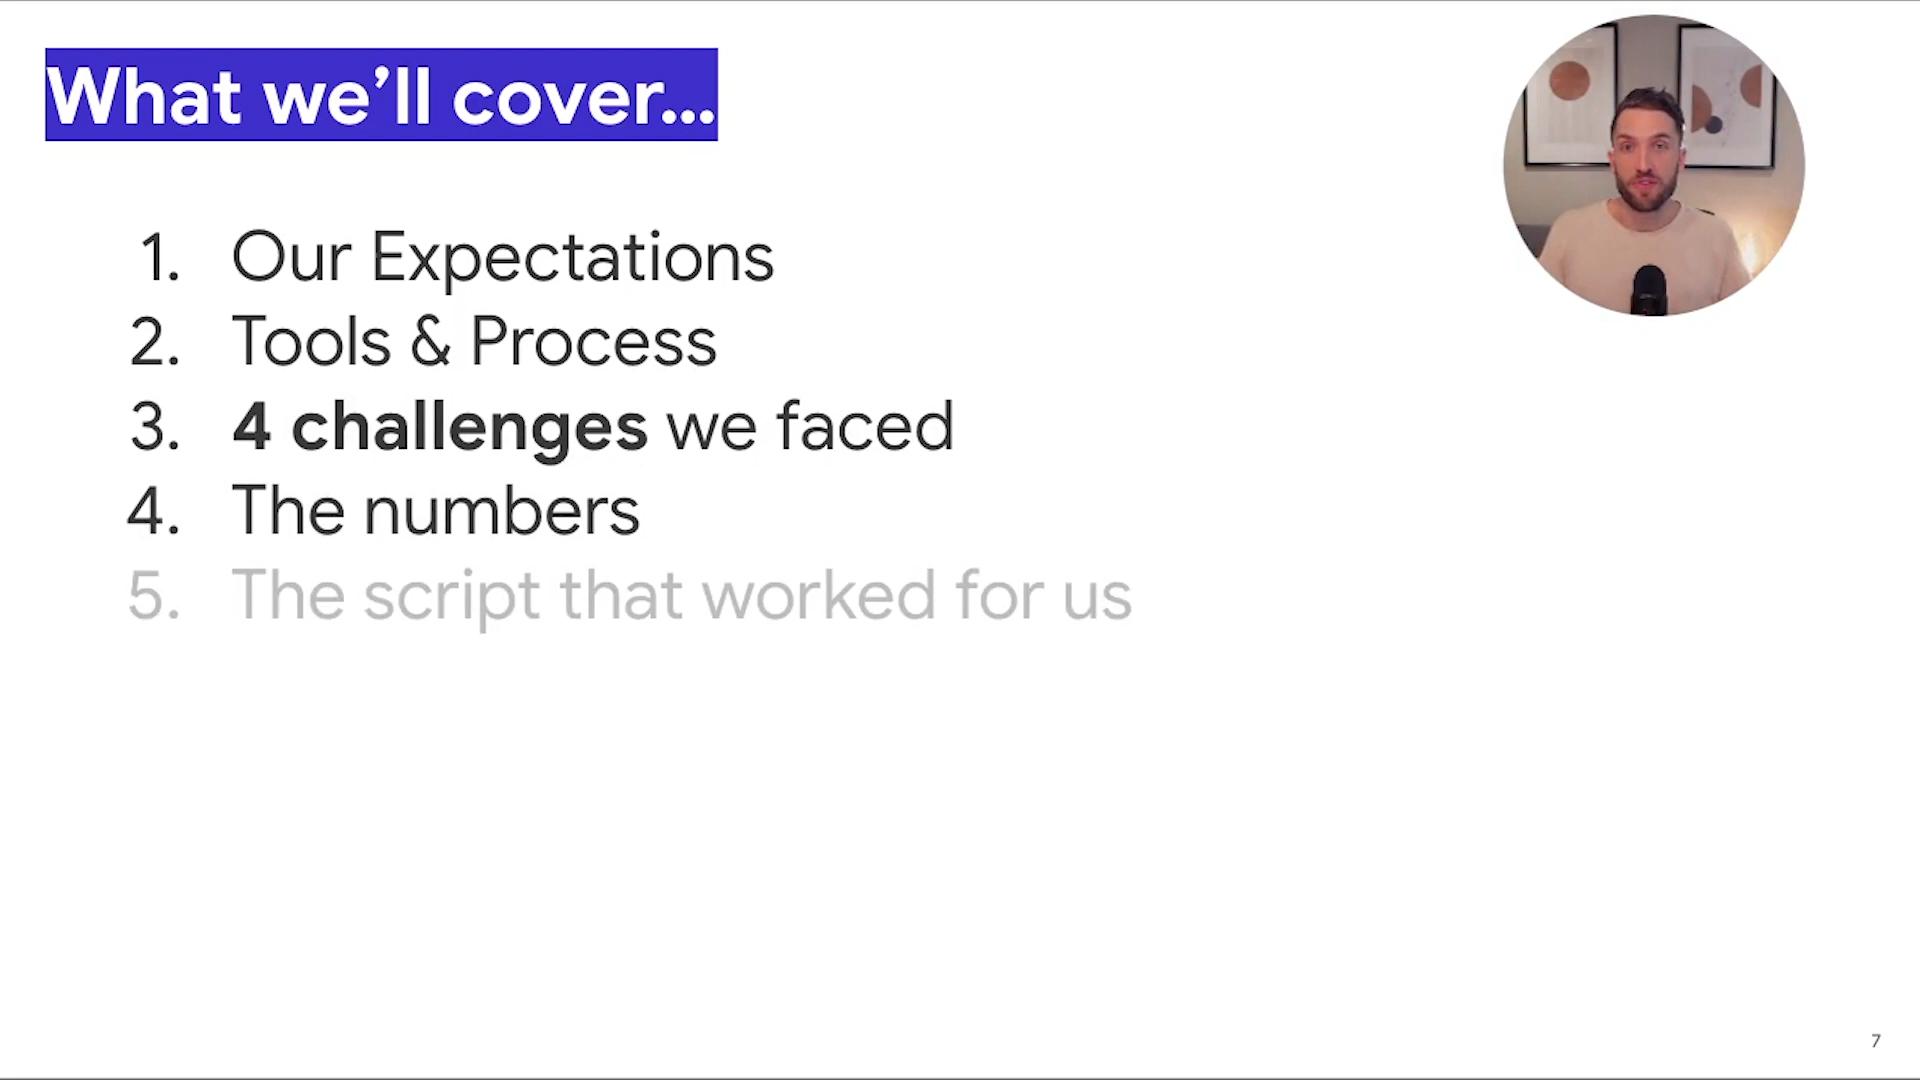 What we’ll cover...
1. Our Expectations
2. Tools & Process
3. 4 challenges we faced
4. The numbers
5. The script that worked for us
7